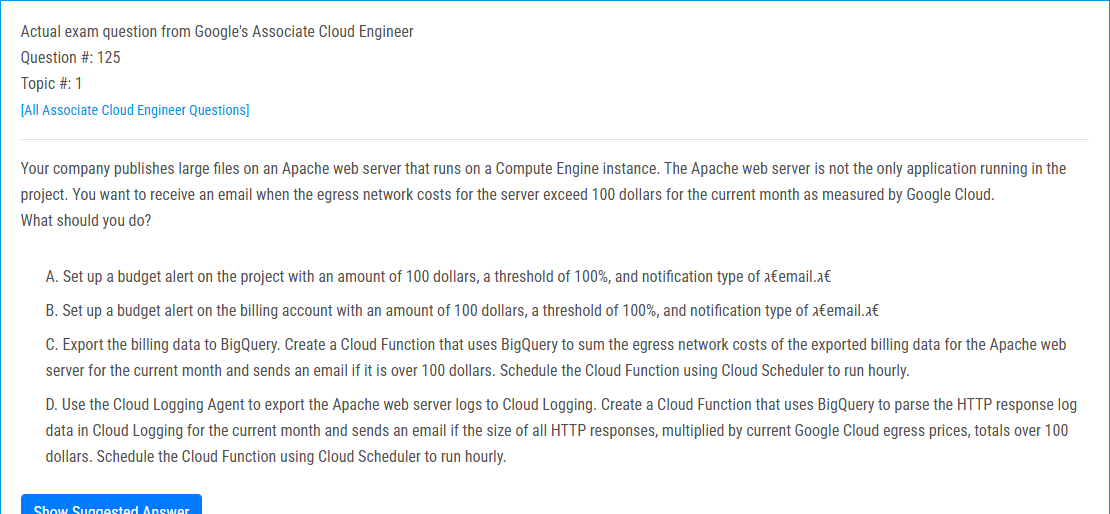 Actual exam question from Google's Associate Cloud Engineer
Question #: 125
Topic #: 1
[All Associate Cloud Engineer Questions]
Your company publishes large files on an Apache web server that runs on a Compute Engine instance. The Apache web server is not the only application running in the
project. You want to receive an email when the egress network costs for the server exceed 100 dollars for the current month as measured by Google Cloud.
What should you do?
A. Set up a budget alert on the project with an amount of 100 dollars, a threshold of 100%, and notification type of ג€email.ג€
B. Set up a budget alert on the billing account with an amount of 100 dollars, a threshold of 100%, and notification type of ג€email.ג€
C. Export the billing data to BigQuery. Create a Cloud Function that uses BigQuery to sum the egress network costs of the exported billing data for the Apache web
server for the current month and sends an email if it is over 100 dollars. Schedule the Cloud Function using Cloud Scheduler to run hourly.
D. Use the Cloud Logging Agent to export the Apache web server logs to Cloud Logging. Create a Cloud Function that uses BigQuery to parse the HTTP response log
data in Cloud Logging for the current month and sends an email if the size of all HTTP responses, multiplied by current Google Cloud egress prices, totals over 100
dollars. Schedule the Cloud Function using Cloud Scheduler to run hourly.
Show Suggested Answer